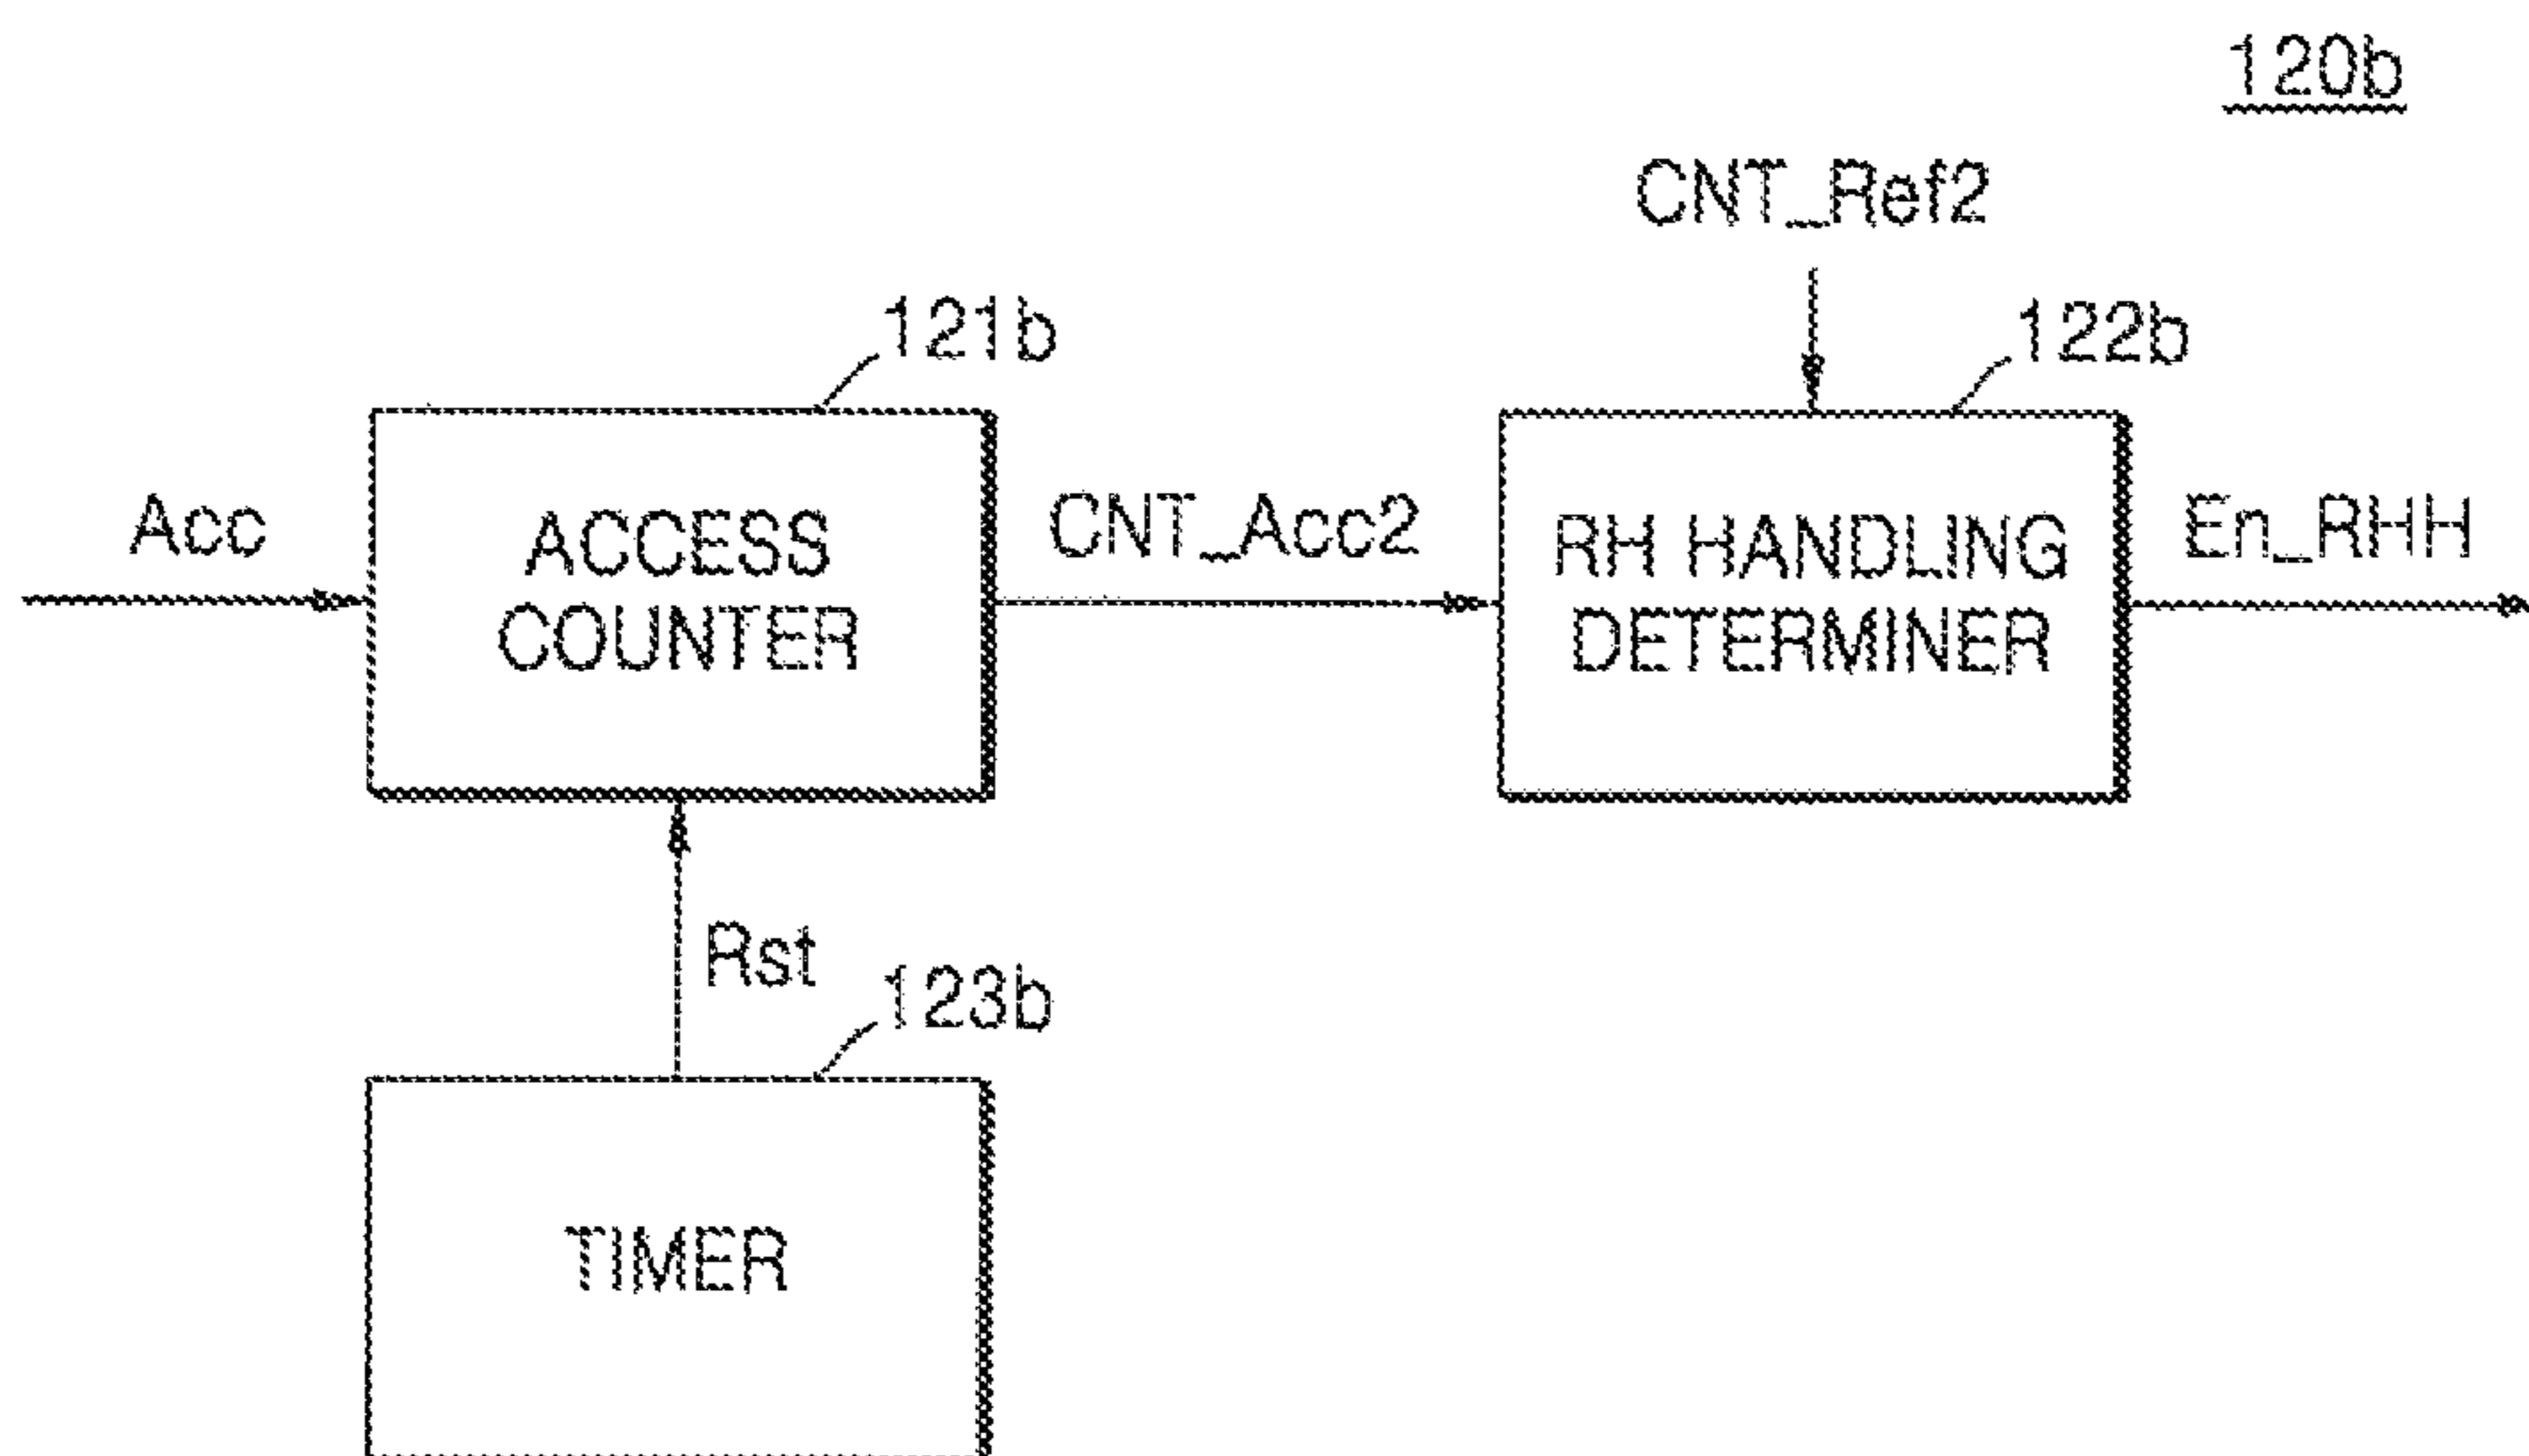 120b
CNT_Ref2
121b
122b
Acc
ACCESS
COUNTER
CNT_Acc2
RH HANDLING
DETERMINER
En_RHH
Rst
123b
TIMER